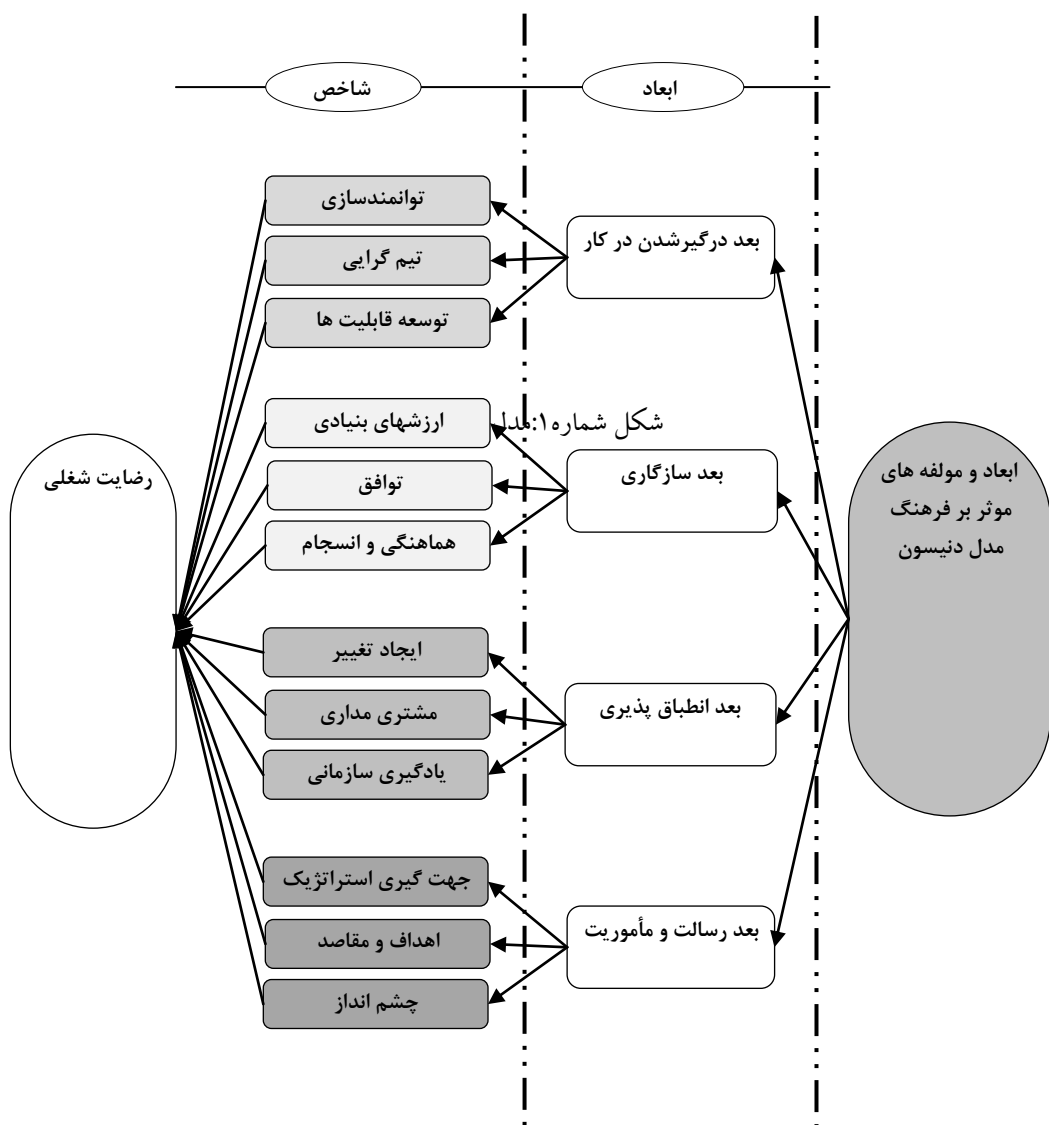 ابعاد
شاخص
ابعاد و مولفه های
موثر بر فرهنگ
مدل دنیسون
بعد درگیرشدن در کار
توانمندسازی
تیم گرایی
توسعه قابلیت ها
شکل شماره۱:مدل
بعد سازگاری
ارزشهای بنیادی
توافق
هماهنگی و انسجام
بعد انطباق پذیری
ایجاد تغییر
مشتری مداری
یادگیری سازمانی
بعد رسالت و مأموریت
جهت گیری استراتژیک
اهداف و مقاصد
چشم انداز
رضایت شغلی